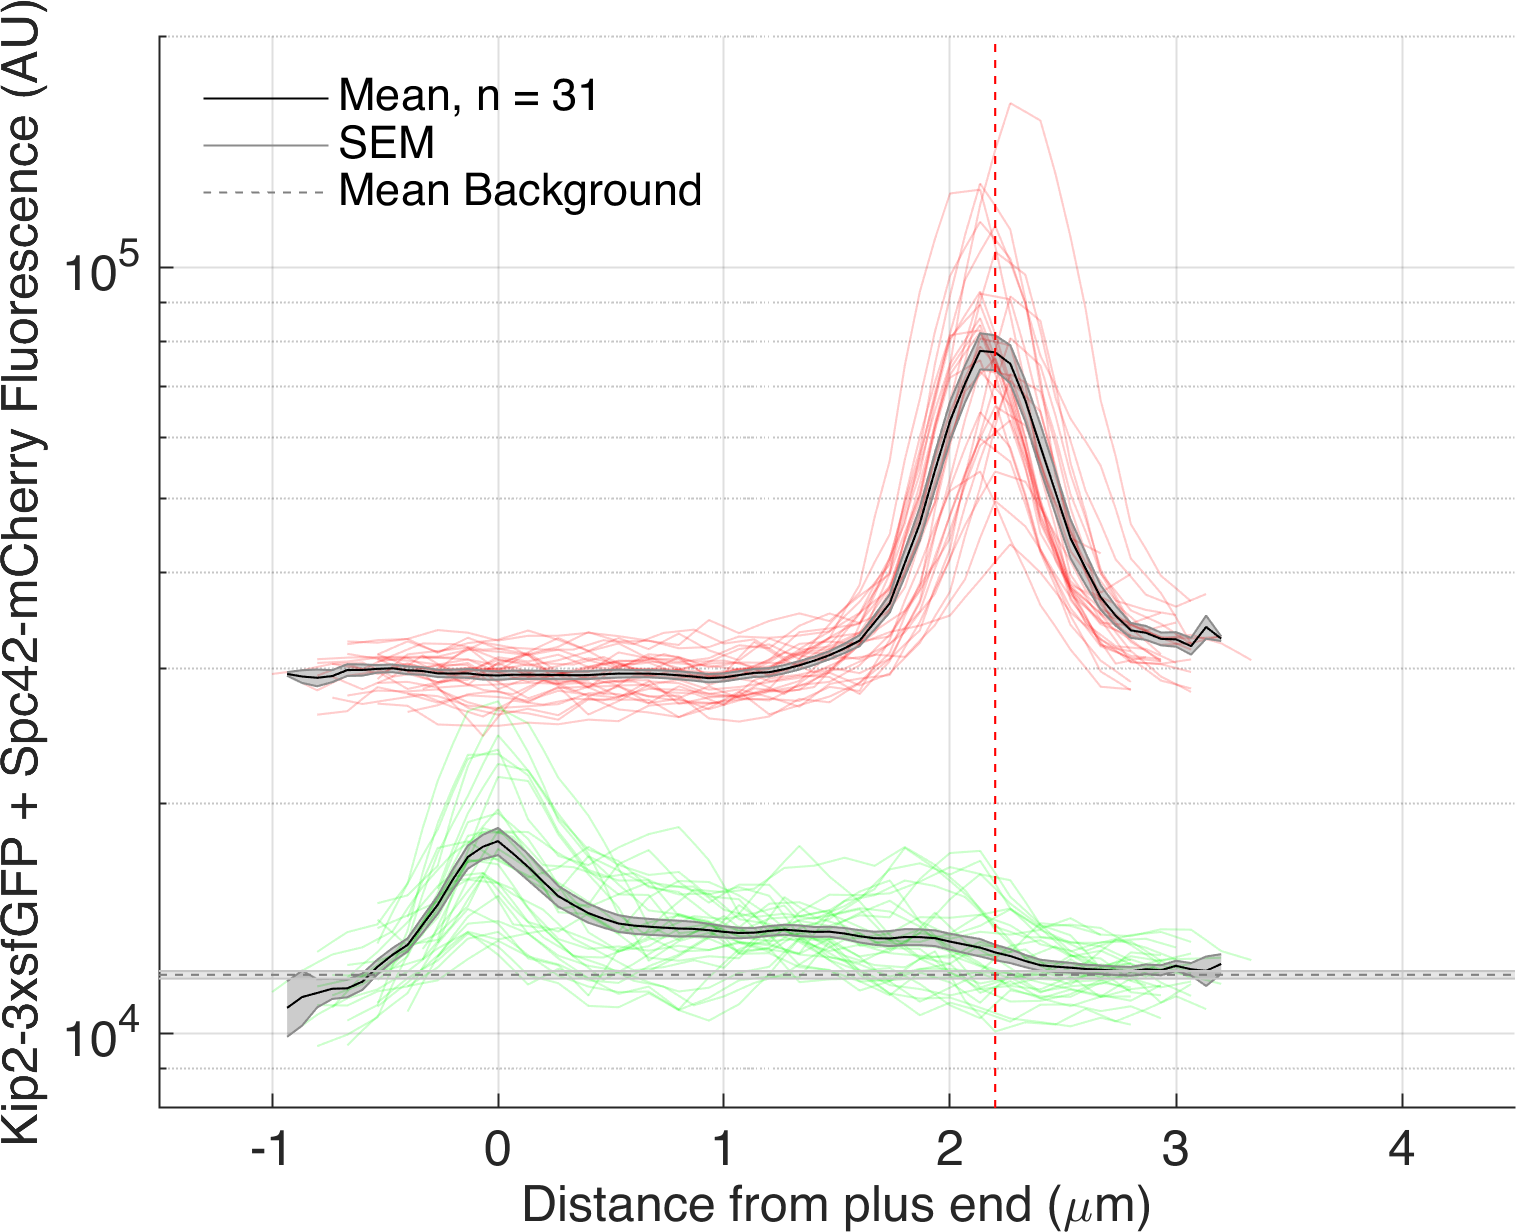 Kip2-3xsfGFP + Spc42-mCherry Fluorescence (AU)
Mean, n = 31
SEM
Mean Background
10^5
10^4
-1 0 1 2 3 4
Distance from plus end (μm)